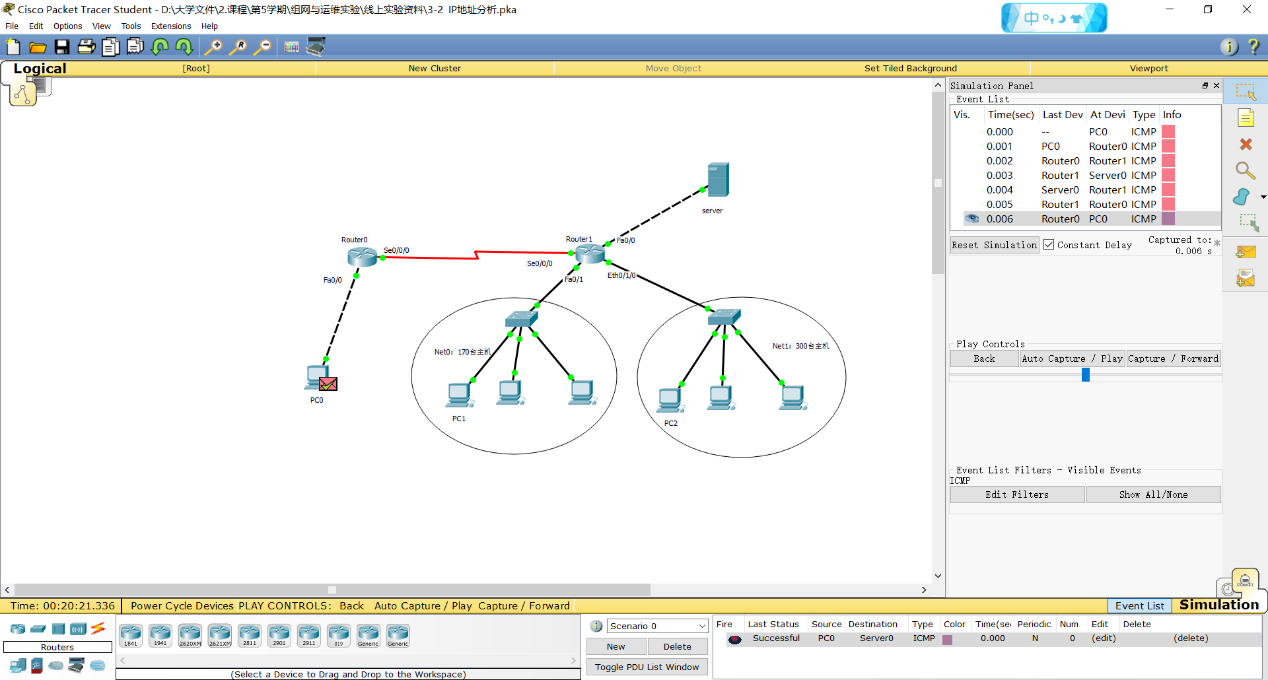 Cisco Packet Tracer Student - D:\大学文件\2.课程\第5学期\组网与运维实验\线上实验资料\3-2 IP地址分析.pka
中
File Edit Options View Tools Extensions Help
Logical [Root] New Cluster Move Object Set Tiled Background Viewport
Simulation Panel
Event List
Vis. Time(sec) Last Dev At Devi Type Info
0.000 -- PC0 ICMP
0.001 PC0 Router0 ICMP
0.002 Router0 Router1 ICMP
0.003 Router1 Server0 ICMP
0.004 Server0 Router1 ICMP
0.005 Router1 Router0 ICMP
0.006 Router0 PC0 ICMP
Reset Simulation Constant Delay Captured to: *
0.006 s
Play Controls
Back Auto Capture / Play Capture / Forward
Event List Filters - Visible Events
ICMP
Edit Filters Show All/None
server
Router0
Se0/0/0
Fa0/0
Router1
Fa0/0
Se0/0/0
Fa0/1
Eth0/1/0
Net0：170台主机
Net1：300台主机
PC0
PC1
PC2
Time: 00:20:21.336 Power Cycle Devices PLAY CONTROLS: Back Auto Capture / Play Capture / Forward
Event List Simulation
Routers
1841 1941 2620XM 2621XM 2811 2901 2911 819 Generic Generic
(Select a Device to Drag and Drop to the Workspace)
Scenario 0
New Delete
Toggle PDU List Window
Fire Last Status Source Destination Type Color Time(sec Periodic Num Edit Delete
Successful PC0 Server0 ICMP 0.000 N 0 (edit) (delete)